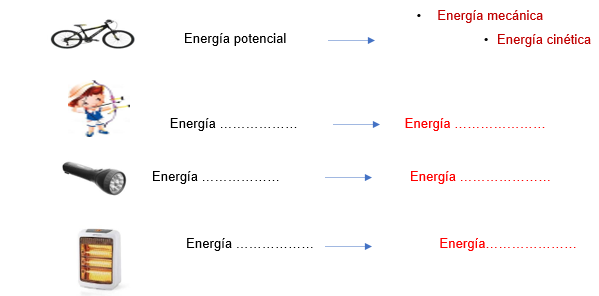 • Energía mecánica
Energía potencial • Energía cinética
Energía ……………… Energía …………………
Energía ……………… Energía …………………
Energía ……………… Energía…………………